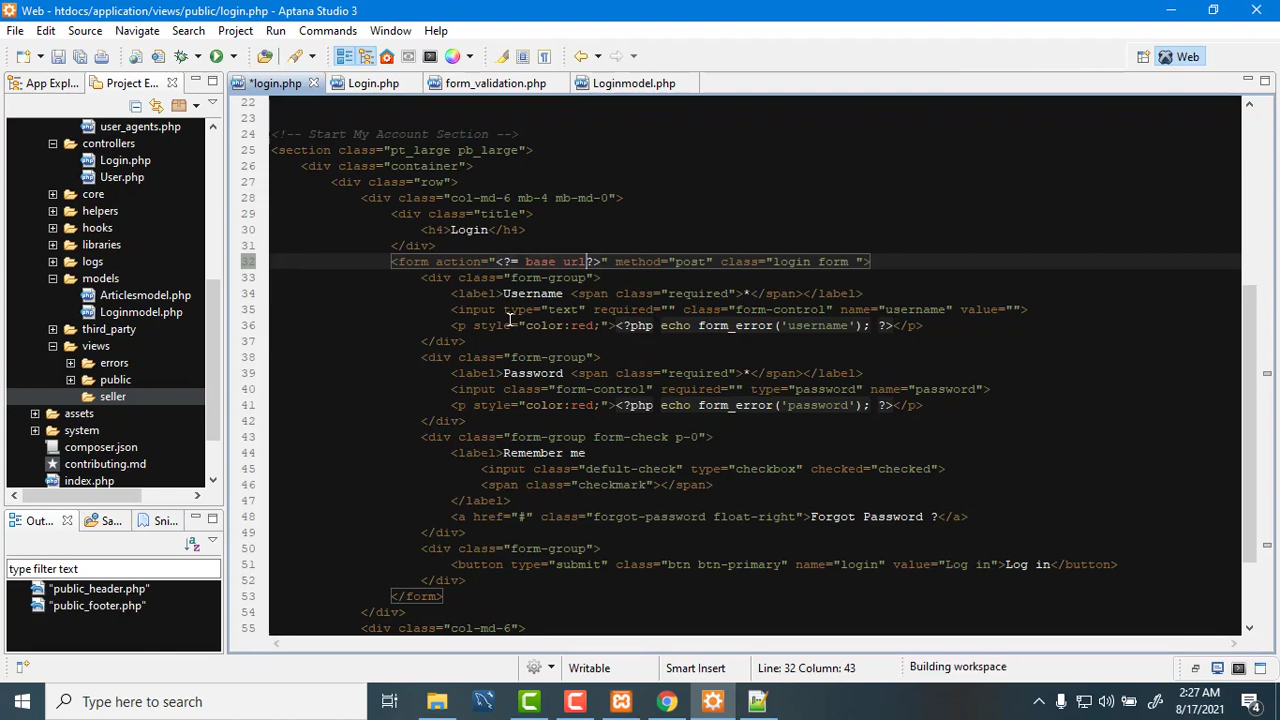 Web - htdocs/application/views/public/login.php - Aptana Studio 3
File Edit Source Navigate Search Project Run Commands Window Help
Web
App Expl... Project E...
*login.php Login.php form_validation.php Loginmodel.php
user_agents.php
controllers
Login.php
User.php
core
helpers
hooks
libraries
logs
models
Articlesmodel.php
Loginmodel.php
third_party
views
errors
public
seller
assets
system
composer.json
contributing.md
index.php
Out... Sa... Sni...
type filter text
"public_header.php"
"public_footer.php"
22
23
24 <!-- Start My Account Section -->
25 <section class="pt_large pb_large">
26 <div class="container">
27 <div class="row">
28 <div class="col-md-6 mb-4 mb-md-0">
29 <div class="title">
30 <h4>Login</h4>
31 </div>
32 <form action="<?= base url?>" method="post" class="login form ">
33 <div class="form-group">
34 <label>Username <span class="required">*</span></label>
35 <input type="text" required="" class="form-control" name="username" value="">
36 <p style="color:red;"><?php echo form_error('username'); ?></p>
37 </div>
38 <div class="form-group">
39 <label>Password <span class="required">*</span></label>
40 <input class="form-control" required="" type="password" name="password">
41 <p style="color:red;"><?php echo form_error('password'); ?></p>
42 </div>
43 <div class="form-group form-check p-0">
44 <label>Remember me
45 <input class="defult-check" type="checkbox" checked="checked">
46 <span class="checkmark"></span>
47 </label>
48 <a href="#" class="forgot-password float-right">Forgot Password ?</a>
49 </div>
50 <div class="form-group">
51 <button type="submit" class="btn btn-primary" name="login" value="Log in">Log in</button>
52 </div>
53 </form>
54 </div>
55 <div class="col-md-6">
Writable Smart Insert Line: 32 Column: 43 Building workspace
Type here to search
2:27 AM
8/17/2021